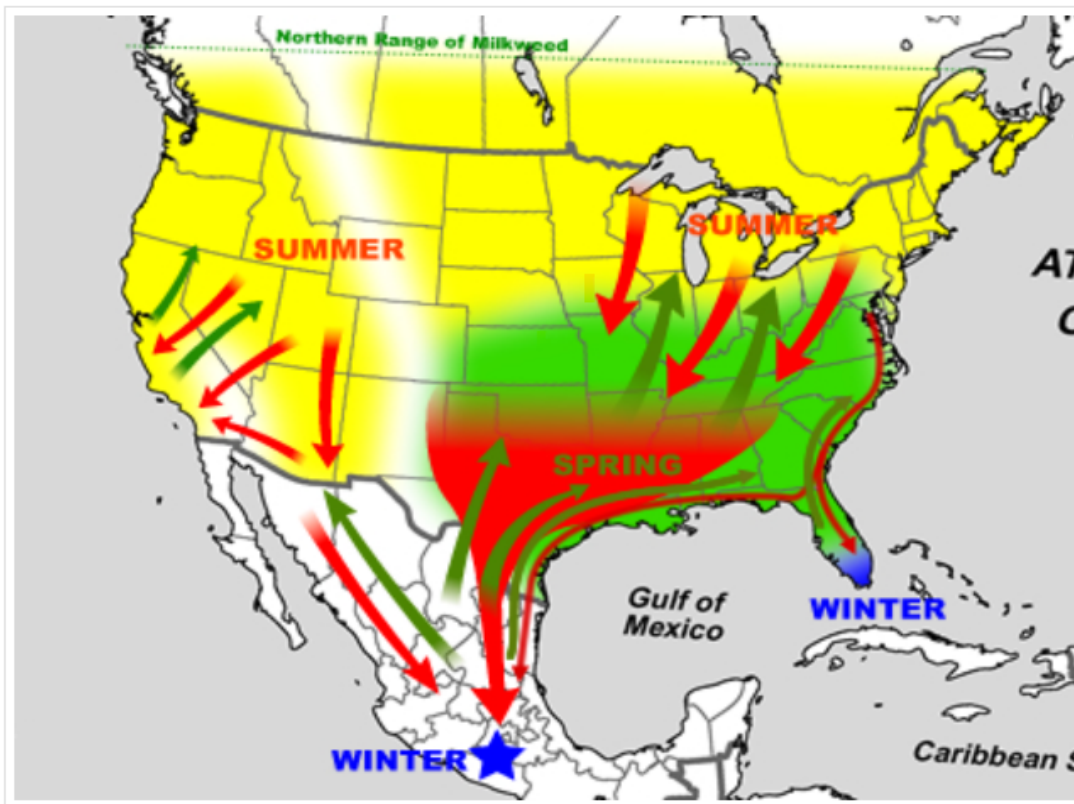 Northern Range of Milkweed
SUMMER
SUMMER
AT
SPRING
Gulf of
Mexico
WINTER
WINTER
Caribbean S